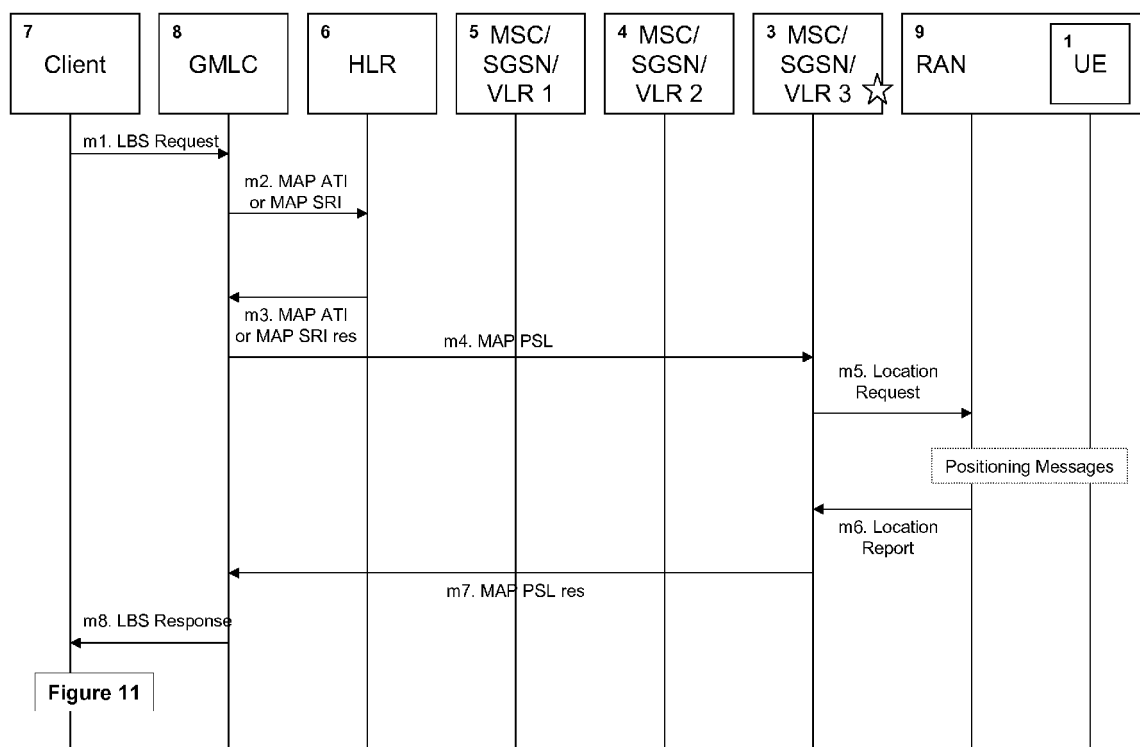 7
Client
8
GMLC
6
HLR
5 MSC/
SGSN/
VLR 1
4 MSC/
SGSN/
VLR 2
3 MSC/
SGSN/
VLR 3
9
RAN
1
UE
m1. LBS Request
m2. MAP ATI
or MAP SRI
m3. MAP ATI
or MAP SRI res
m4. MAP PSL
m5. Location
Request
Positioning Messages
m6. Location
Report
m7. MAP PSL res
m8. LBS Response
Figure 11